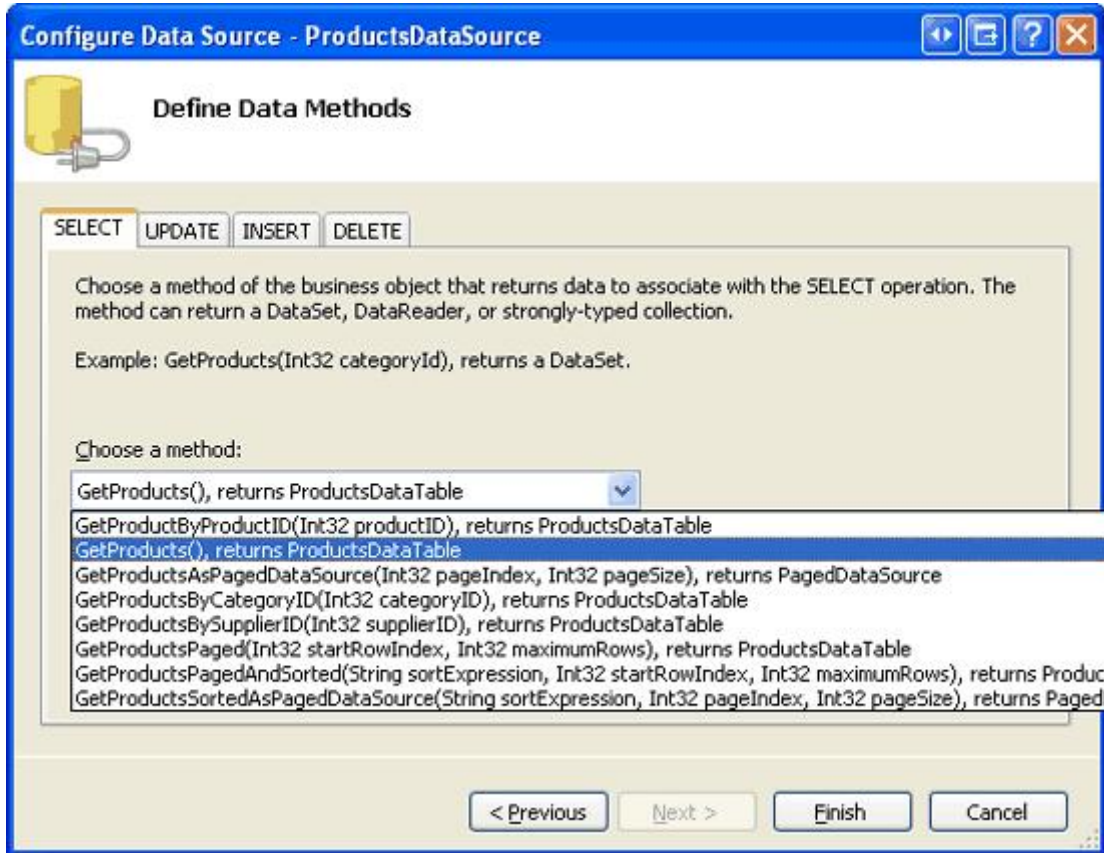 Configure Data Source - ProductsDataSource
Define Data Methods
SELECT UPDATE INSERT DELETE
Choose a method of the business object that returns data to associate with the SELECT operation. The
method can return a DataSet, DataReader, or strongly-typed collection.
Example: GetProducts(Int32 categoryId), returns a DataSet.
Choose a method:
GetProducts(), returns ProductsDataTable
GetProductByProductID(Int32 productID), returns ProductsDataTable
GetProducts(), returns ProductsDataTable
GetProductsAsPagedDataSource(Int32 pageIndex, Int32 pageSize), returns PagedDataSource
GetProductsByCategoryID(Int32 categoryID), returns ProductsDataTable
GetProductsBySupplierID(Int32 supplierID), returns ProductsDataTable
GetProductsPaged(Int32 startRowIndex, Int32 maximumRows), returns ProductsDataTable
GetProductsPagedAndSorted(String sortExpression, Int32 startRowIndex, Int32 maximumRows), returns Produc
GetProductsSortedAsPagedDataSource(String sortExpression, Int32 pageIndex, Int32 pageSize), returns Paged
< Previous Next > Finish Cancel